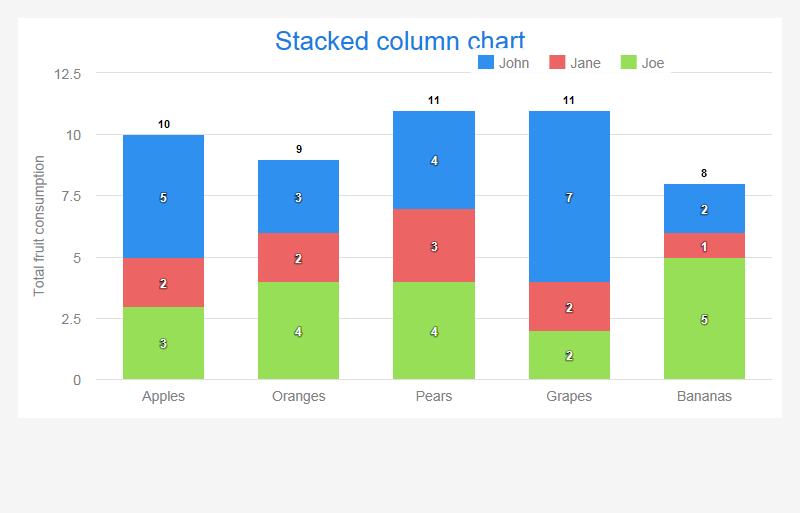 Stacked column chart
John Jane Joe
Total fruit consumption
12.5
10
7.5
5
2.5
0
10 9 11 11 8
5 3 4 7 2
2 2 3 2 1
3 4 4 2 5
Apples Oranges Pears Grapes Bananas